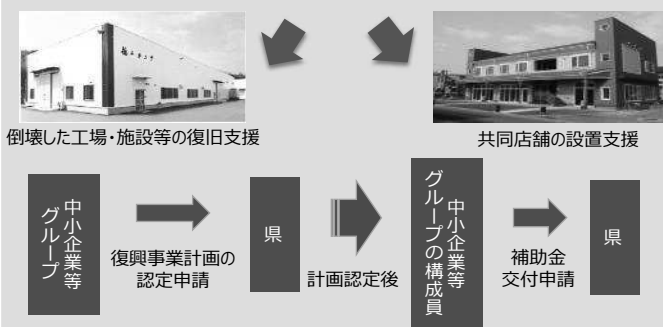 倒壊した工場・施設等の復旧支援
共同店舗の設置支援
中小企業等
グループ
復興事業計画の
認定申請
県
計画認定後
中小企業等
グループの構成員
補助金
交付申請
県